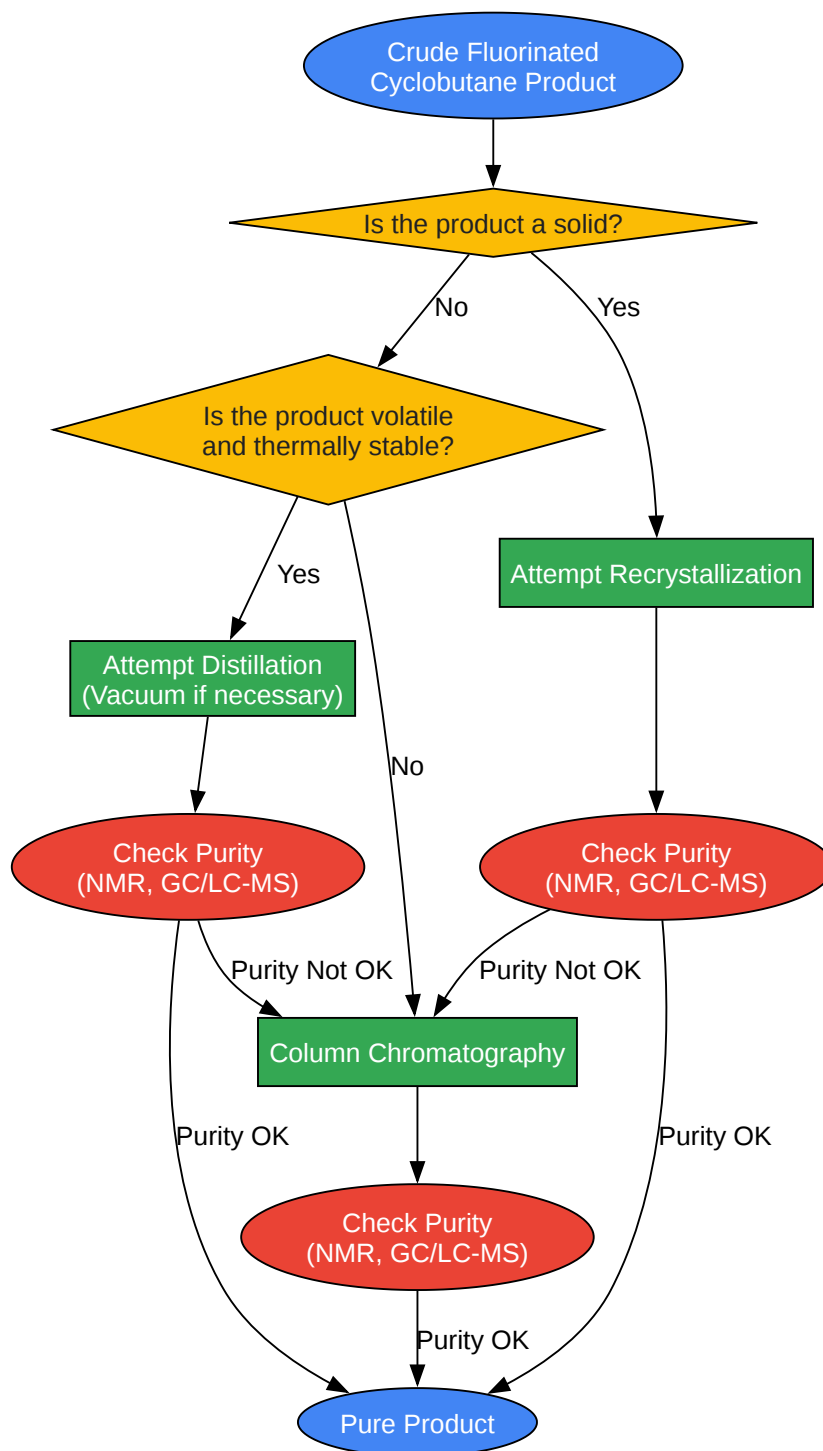 Crude Fluorinated
Cyclobutane Product
Is the product a solid?
No
Yes
Is the product volatile
and thermally stable?
Yes
Attempt Recrystallization
Attempt Distillation
(Vacuum if necessary)
No
Check Purity
(NMR, GC/LC-MS)
Check Purity
(NMR, GC/LC-MS)
Purity Not OK
Purity Not OK
Column Chromatography
Purity OK
Purity OK
Check Purity
(NMR, GC/LC-MS)
Purity OK
Pure Product